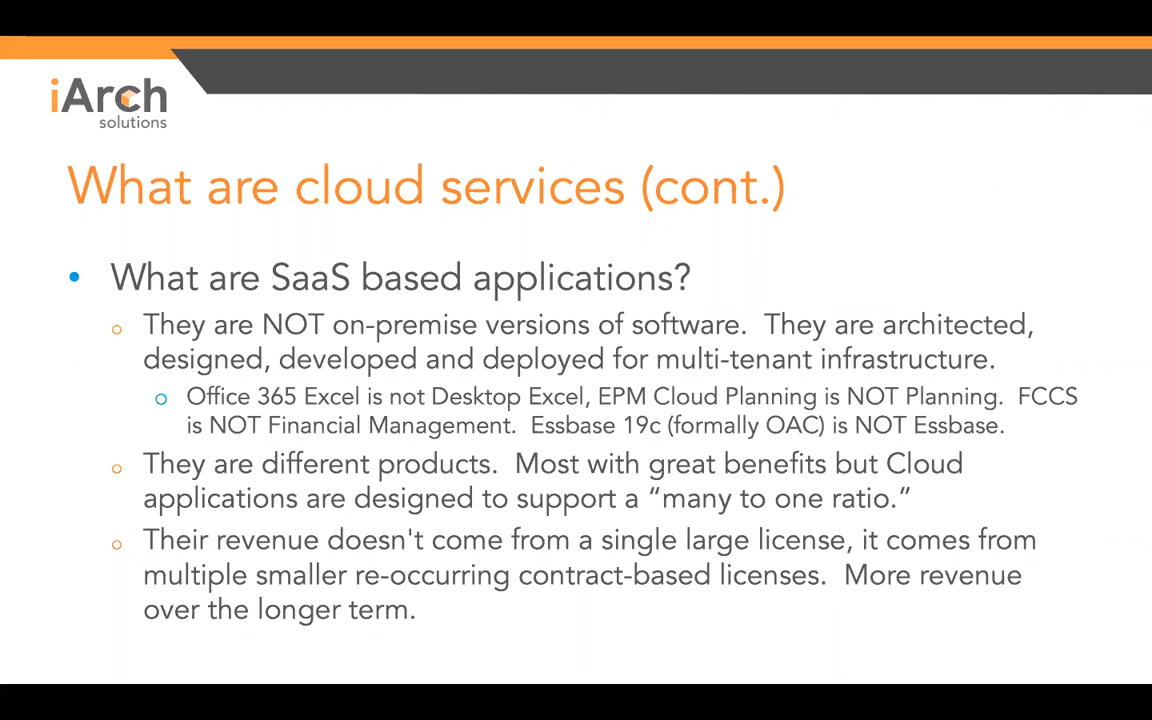 iArch
solutions
What are cloud services (cont.)
• What are SaaS based applications?
o They are NOT on-premise versions of software.  They are architected,
designed, developed and deployed for multi-tenant infrastructure.
o Office 365 Excel is not Desktop Excel, EPM Cloud Planning is NOT Planning.  FCCS
is NOT Financial Management.  Essbase 19c (formally OAC) is NOT Essbase.
o They are different products.  Most with great benefits but Cloud
applications are designed to support a “many to one ratio.”
o Their revenue doesn't come from a single large license, it comes from
multiple smaller re-occurring contract-based licenses.  More revenue
over the longer term.